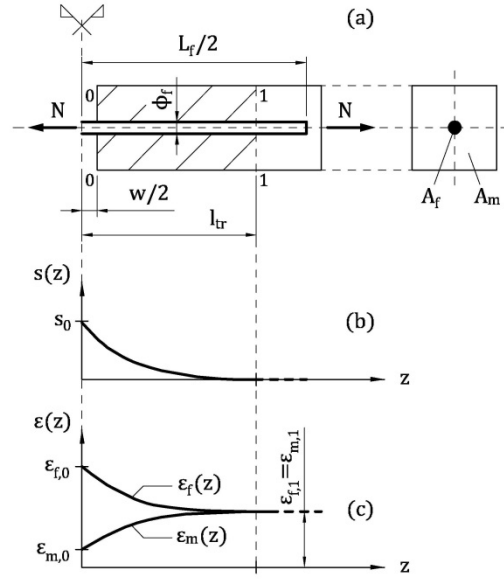 (a)
L_f/2
0
1
N
ϕ_f
N
0
1
A_f
A_m
w/2
l_tr
s(z)
s_0
(b)
z
ε(z)
ε_f,0
ε_f(z)
ε_f,1=ε_m,1
ε_m(z)
(c)
ε_m,0
z